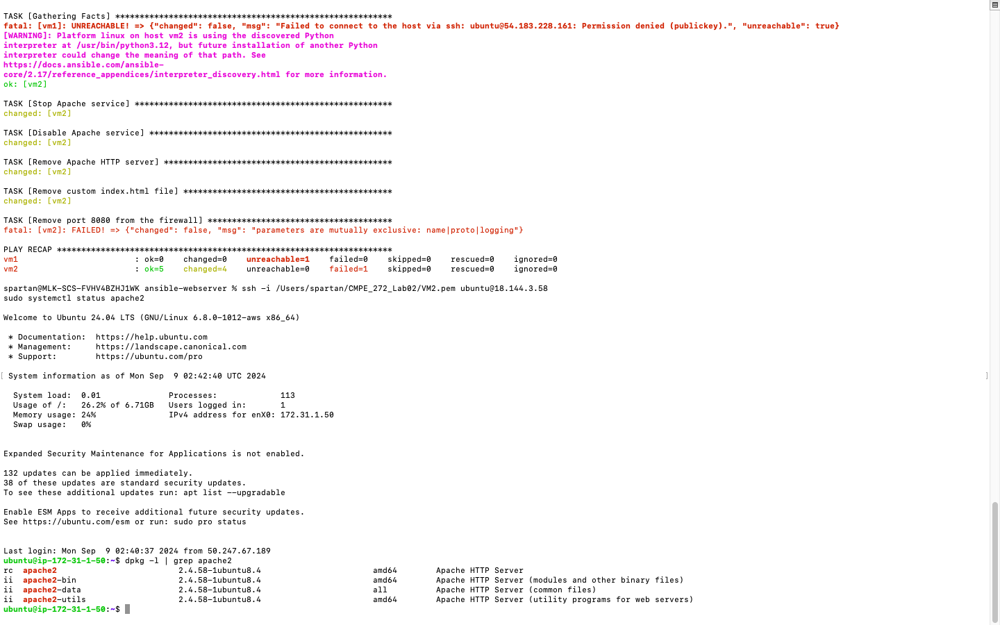 TASK [Gathering Facts] *********************************************************
fatal: [vm1]: UNREACHABLE! => {"changed": false, "msg": "Failed to connect to the host via ssh: ubuntu@54.183.228.161: Permission denied (publickey).", "unreachable": true}
[WARNING]: Platform linux on host vm2 is using the discovered Python
interpreter at /usr/bin/python3.12, but future installation of another Python
interpreter could change the meaning of that path. See
https://docs.ansible.com/ansible-
core/2.17/reference_appendices/interpreter_discovery.html for more information.
ok: [vm2]
TASK [Stop Apache service] *****************************************************
changed: [vm2]
TASK [Disable Apache service] **************************************************
changed: [vm2]
TASK [Remove Apache HTTP server] ***********************************************
changed: [vm2]
TASK [Remove custom index.html file] *******************************************
changed: [vm2]
TASK [Remove port 8080 from the firewall] **************************************
fatal: [vm2]: FAILED! => {"changed": false, "msg": "parameters are mutually exclusive: name|proto|logging"}
PLAY RECAP *********************************************************************
vm1                        : ok=0    changed=0    unreachable=1    failed=0    skipped=0    rescued=0    ignored=0
vm2                        : ok=5    changed=4    unreachable=0    failed=1    skipped=0    rescued=0    ignored=0
spartan@MLK-SCS-FVHV4BZHJ1WK ansible-webserver % ssh -i /Users/spartan/CMPE_272_Lab02/VM2.pem ubuntu@18.144.3.58
sudo systemctl status apache2
Welcome to Ubuntu 24.04 LTS (GNU/Linux 6.8.0-1012-aws x86_64)
 * Documentation:  https://help.ubuntu.com
 * Management:     https://landscape.canonical.com
 * Support:        https://ubuntu.com/pro
[ System information as of Mon Sep  9 02:42:40 UTC 2024 ]
  System load:  0.01              Processes:             113
  Usage of /:   26.2% of 6.71GB   Users logged in:       1
  Memory usage: 24%               IPv4 address for enX0: 172.31.1.50
  Swap usage:   0%
Expanded Security Maintenance for Applications is not enabled.
132 updates can be applied immediately.
38 of these updates are standard security updates.
To see these additional updates run: apt list --upgradable
Enable ESM Apps to receive additional future security updates.
See https://ubuntu.com/esm or run: sudo pro status
Last login: Mon Sep  9 02:40:37 2024 from 50.247.67.189
ubuntu@ip-172-31-1-50:~$ dpkg -l | grep apache2
rc  apache2                         2.4.58-1ubuntu8.4                       amd64        Apache HTTP Server
ii  apache2-bin                     2.4.58-1ubuntu8.4                       amd64        Apache HTTP Server (modules and other binary files)
ii  apache2-data                    2.4.58-1ubuntu8.4                       all          Apache HTTP Server (common files)
ii  apache2-utils                   2.4.58-1ubuntu8.4                       amd64        Apache HTTP Server (utility programs for web servers)
ubuntu@ip-172-31-1-50:~$